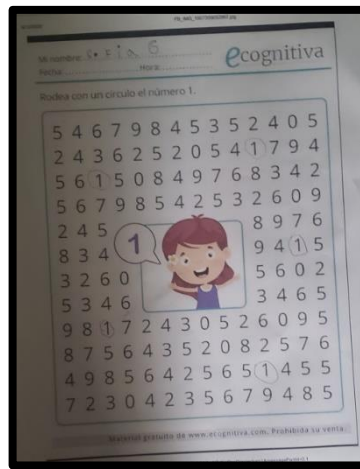 Mi nombre: Sofia G
ecognitiva
Fecha: Hora:
Rodea con un círculo el número 1.
5 4 6 7 9 8 4 5 3 5 2 4 0 5
2 4 3 6 2 5 2 0 5 4 1 7 9 4
5 6 1 5 0 8 4 9 7 6 8 3 4 2
5 6 7 9 8 5 4 2 5 3 2 6 0 9
2 4 5 8 9 7 6
8 3 4 1 9 4 1 5
3 2 6 0 5 6 0 2
5 3 4 6 3 4 6 5
9 8 1 7 2 4 3 0 5 2 6 0 9 5
8 7 5 6 4 3 5 2 0 8 2 5 7 6
4 9 8 5 6 4 2 5 6 5 1 4 5 5
7 2 3 0 4 2 3 5 6 7 9 4 8 5
Material gratuito de www.ecognitiva.com. Prohibida su venta.